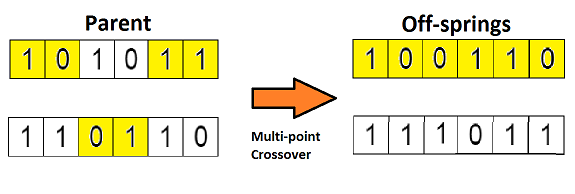 Parent
Off-springs
1 0 1 0 1 1
1 0 0 1 1 0
1 1 0 1 1 0
1 1 1 0 1 1
Multi-point
Crossover